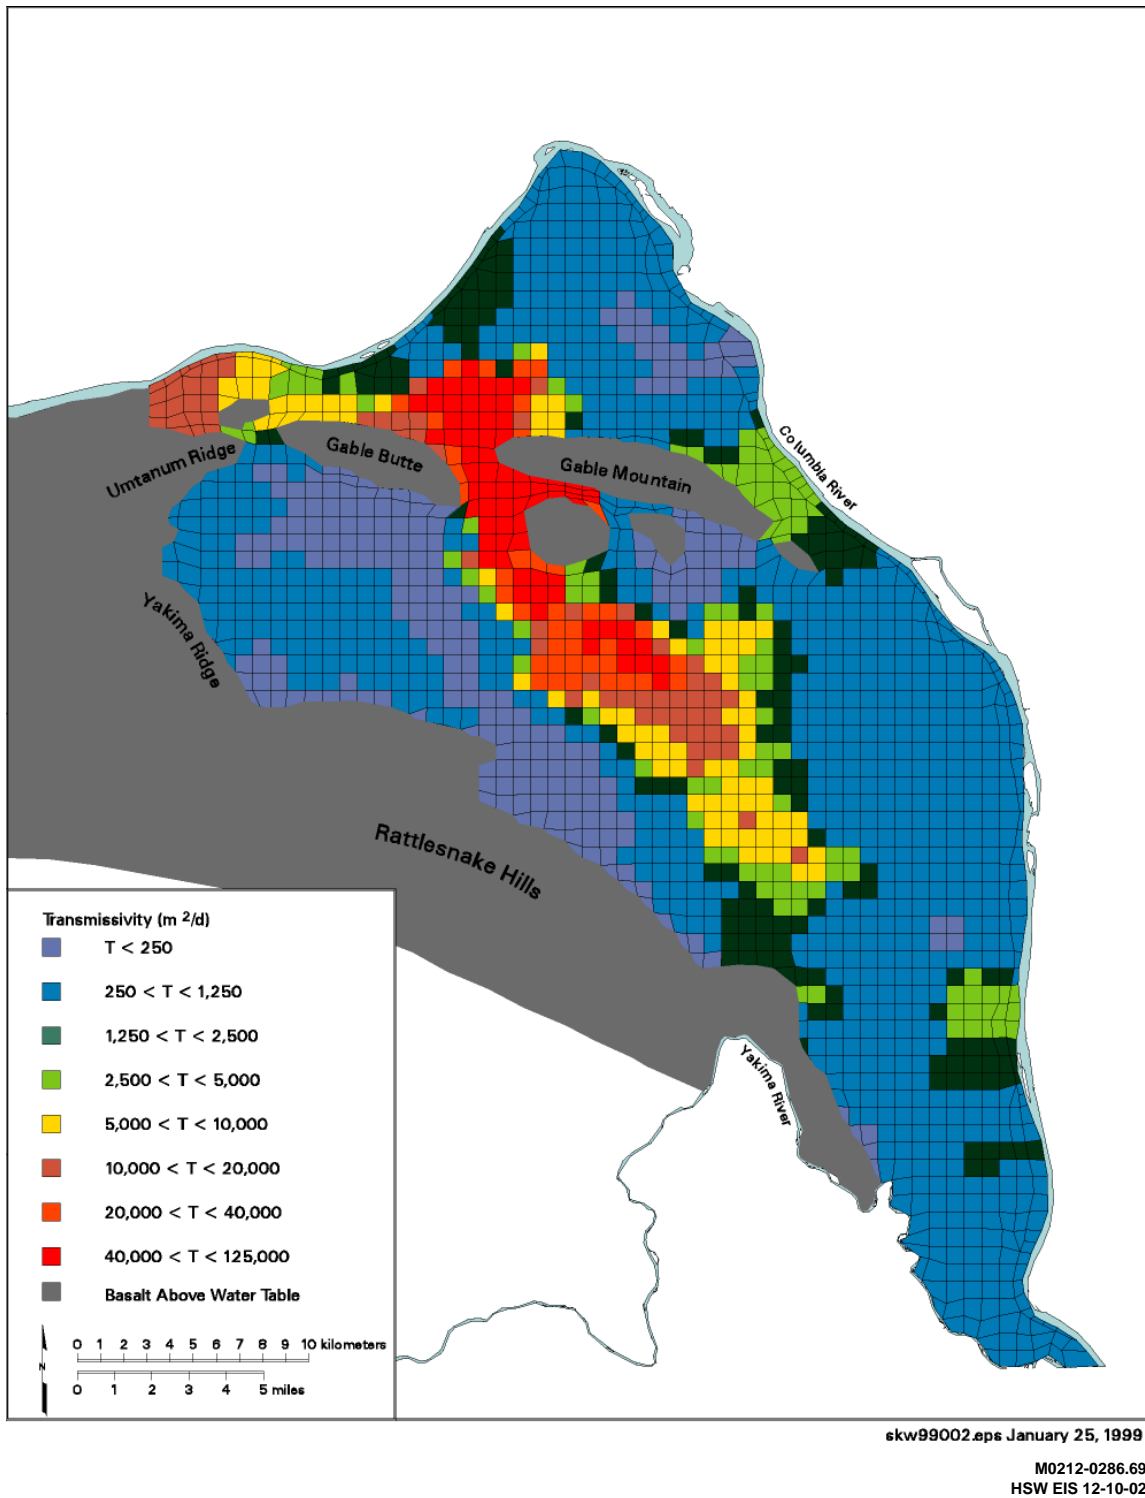 Columbia River
Gable Butte
Umtanum Ridge
Gable Mountain
Yakima Ridge
Rattlesnake Hills
Yakima River
Transmissivity (m 2/d)
T < 250
250 < T < 1,250
1,250 < T < 2,500
2,500 < T < 5,000
5,000 < T < 10,000
10,000 < T < 20,000
20,000 < T < 40,000
40,000 < T < 125,000
Basalt Above Water Table
N
0 1 2 3 4 5 6 7 8 9 10 kilometers
0 1 2 3 4 5 miles
skw99002.eps January 25, 1999
M0212-0286.69
HSW EIS 12-10-02